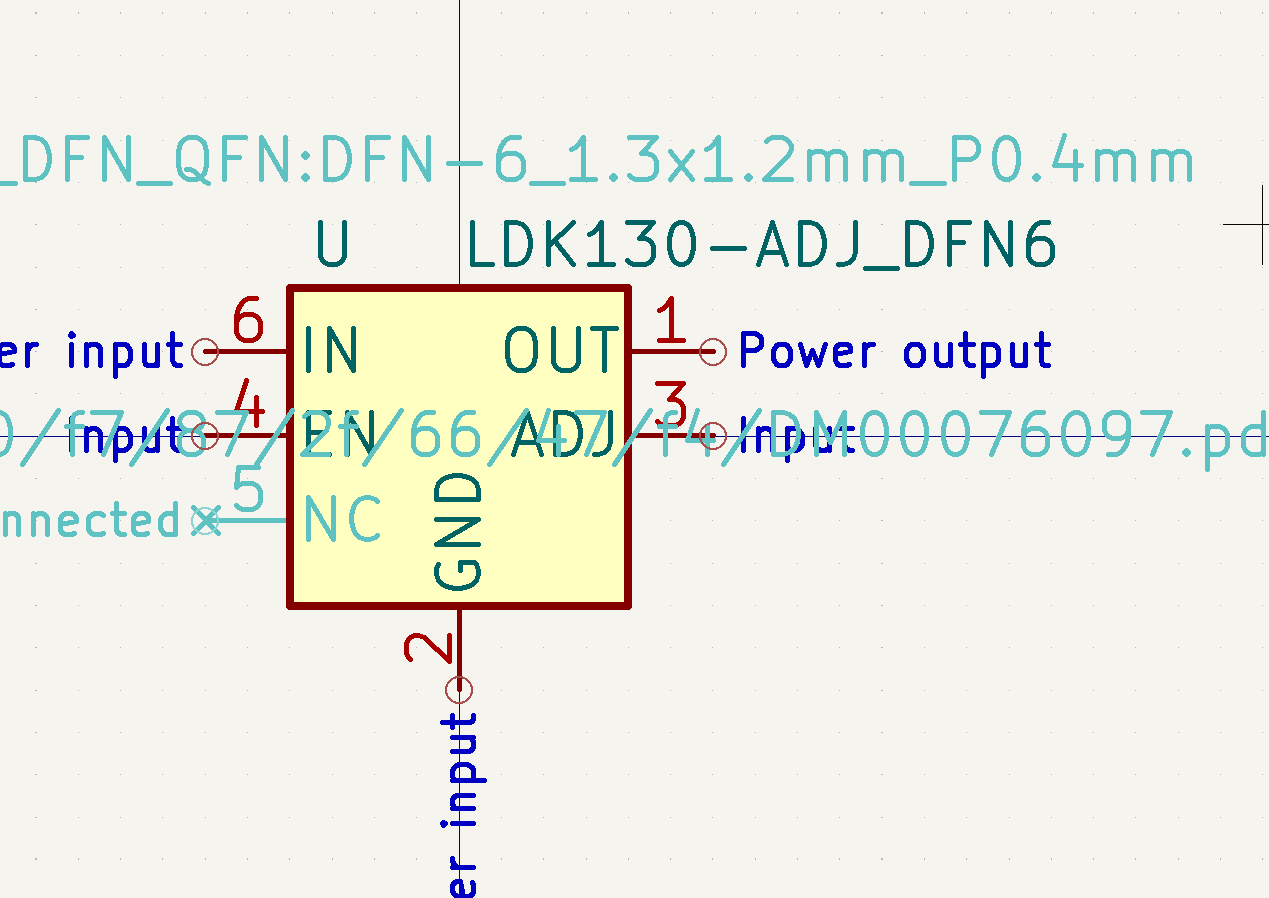 _DFN_QFN:DFN-6_1.3x1.2mm_P0.4mm
U LDK130-ADJ_DFN6
6 1
er input IN OUT Power output
4 3
/f7/87/2f/66/47/f4/DM00076097.pd
Input EN ADJ Input
5
nnected NC
GND
2
er input